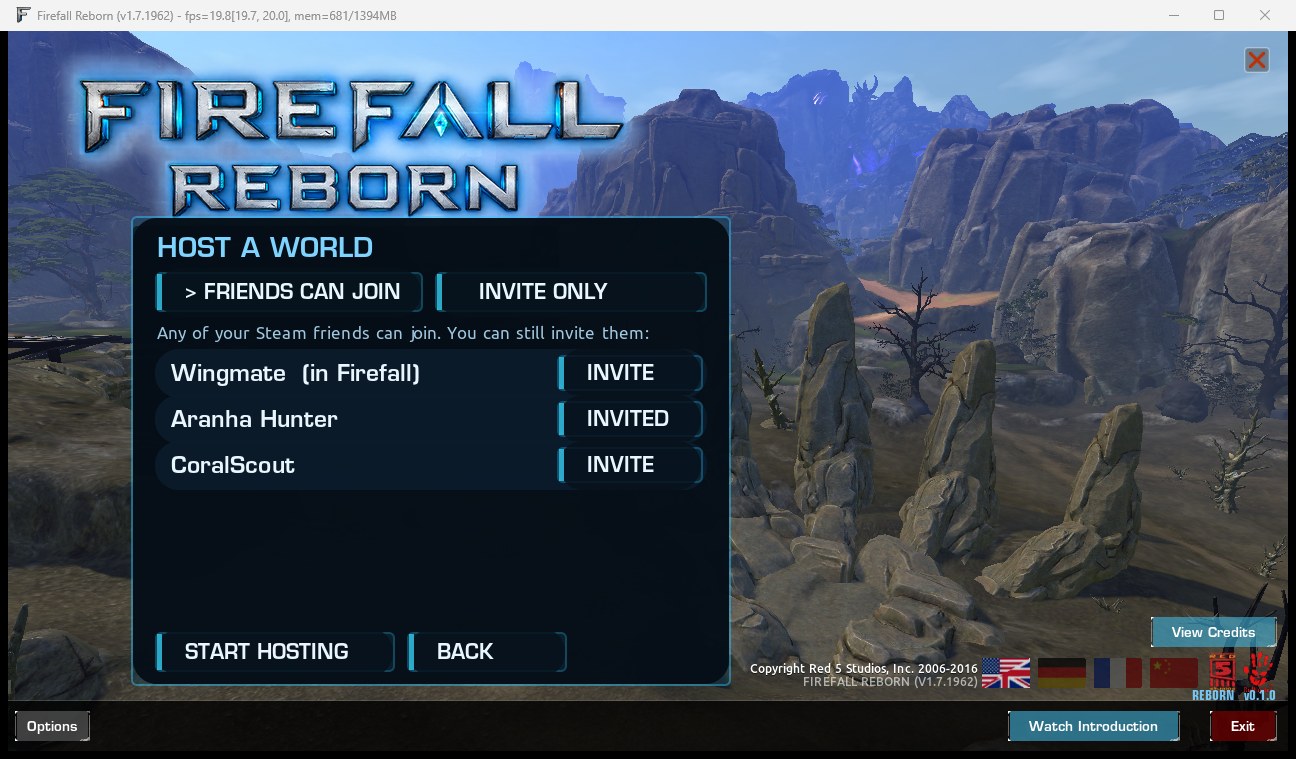 Firefall Reborn (v1.7.1962) - fps=19.8[19.7, 20.0], mem=681/1394MB
FIREFALL
REBORN
HOST A WORLD
> FRIENDS CAN JOIN INVITE ONLY
Any of your Steam friends can join. You can still invite them:
Wingmate (in Firefall) INVITE
Aranha Hunter INVITED
CoralScout INVITE
START HOSTING BACK
View Credits
Copyright Red 5 Studios, Inc. 2006-2016
FIREFALL REBORN (V1.7.1962)
RED
5
REBORN v0.1.0
Options Watch Introduction Exit